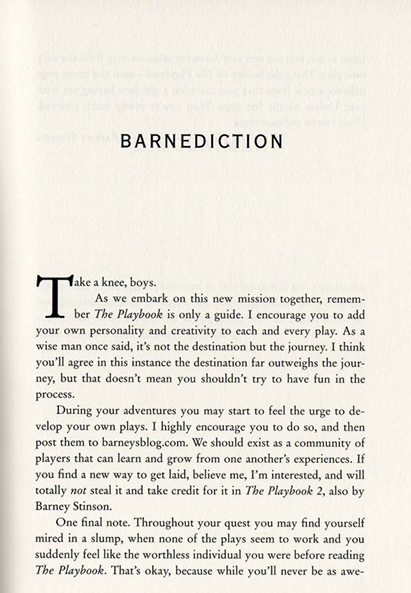 BARNEDICTION
Take a knee, boys.
As we embark on this new mission together, remem-
ber The Playbook is only a guide. I encourage you to add
your own personality and creativity to each and every play. As a
wise man once said, it's not the destination but the journey. I think
you'll agree in this instance the destination far outweighs the jour-
ney, but that doesn't mean you shouldn't try to have fun in the
process.
During your adventures you may start to feel the urge to de-
velop your own plays. I highly encourage you to do so, and then
post them to barneysblog.com. We should exist as a community of
players that can learn and grow from one another's experiences. If
you find a new way to get laid, believe me, I'm interested, and will
totally not steal it and take credit for it in The Playbook 2, also by
Barney Stinson.
One final note. Throughout your quest you may find yourself
mired in a slump, when none of the plays seem to work and you
suddenly feel like the worthless individual you were before reading
The Playbook. That's okay, because while you'll never be as awe-